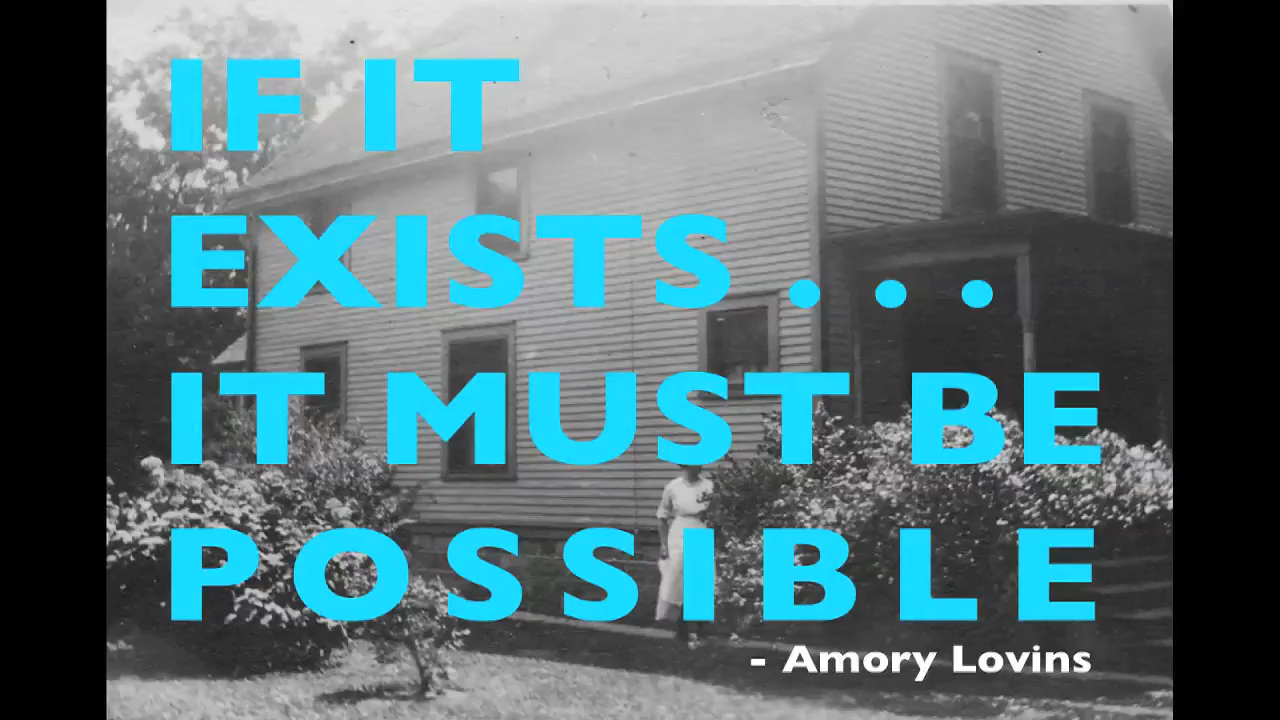 IF IT
EXISTS . . .
IT MUST BE
POSSIBLE
- Amory Lovins